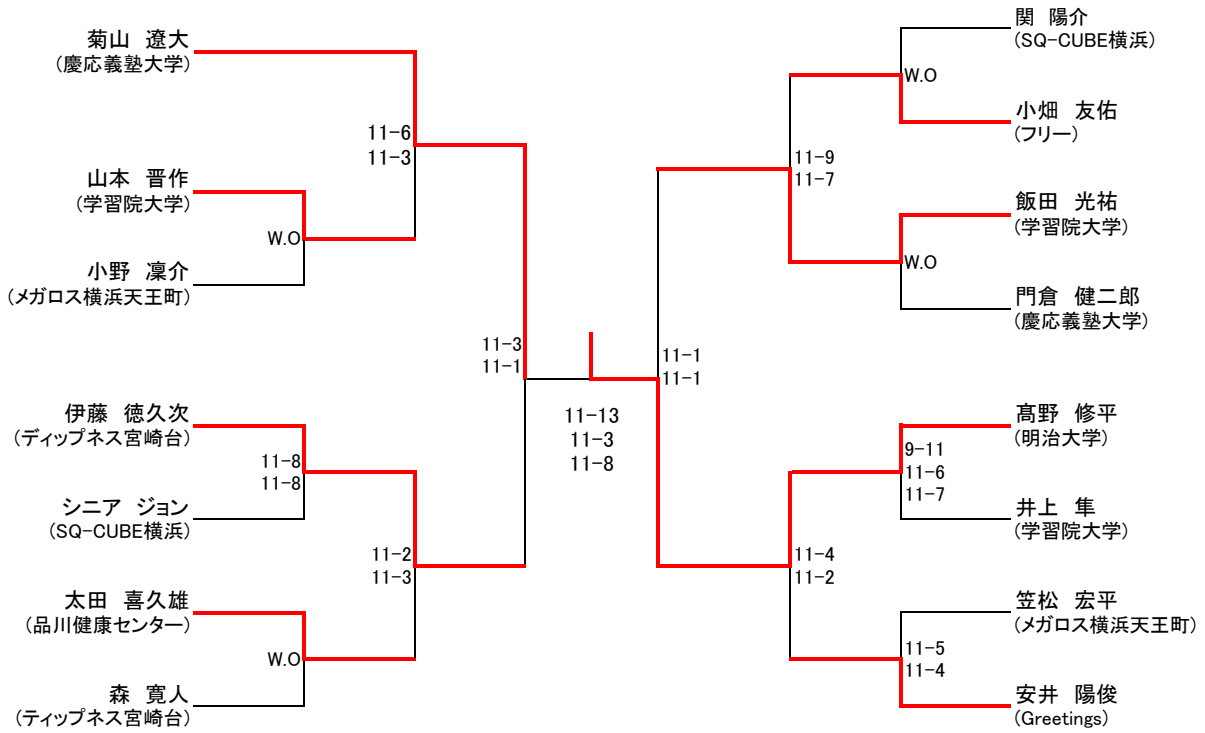 菊山　遼大
(慶応義塾大学)
11-6
11-3
山本　晋作
(学習院大学)
W.O
小野　凜介
(メガロス横浜天王町)
11-3
11-1
伊藤　徳久次
(ディップネス宮崎台)
11-8
11-8
シニア　ジョン
(SQ-CUBE横浜)
11-2
11-3
太田　喜久雄
(品川健康センター)
W.O
森　寛人
(ティップネス宮崎台)
11-13
11-3
11-8
関　陽介
(SQ-CUBE横浜)
W.O
小畑　友佑
(フリー)
11-9
11-7
飯田　光祐
(学習院大学)
W.O
門倉　健二郎
(慶応義塾大学)
11-1
11-1
髙野　修平
(明治大学)
9-11
11-6
11-7
井上　隼
(学習院大学)
11-4
11-2
笠松　宏平
(メガロス横浜天王町)
11-5
11-4
安井　陽俊
(Greetings)